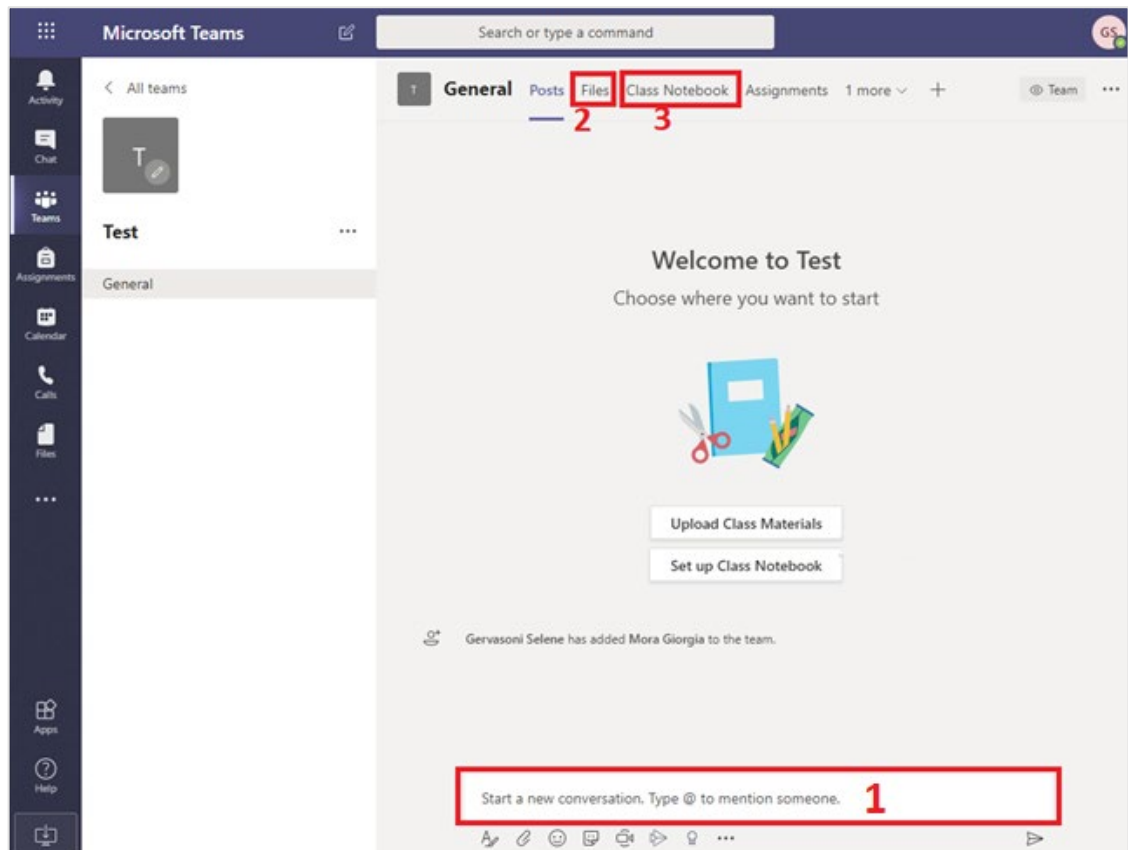 Microsoft Teams
Search or type a command
GS
Activity
Chat
Teams
Assignments
Calendar
Calls
Files
Apps
Help
All teams
T
Test
General
T
General Posts Files Class Notebook Assignments 1 more
Team
2 3
Welcome to Test
Choose where you want to start
Upload Class Materials
Set up Class Notebook
Gervasoni Selene has added Mora Giorgia to the team.
Start a new conversation. Type @ to mention someone. 1